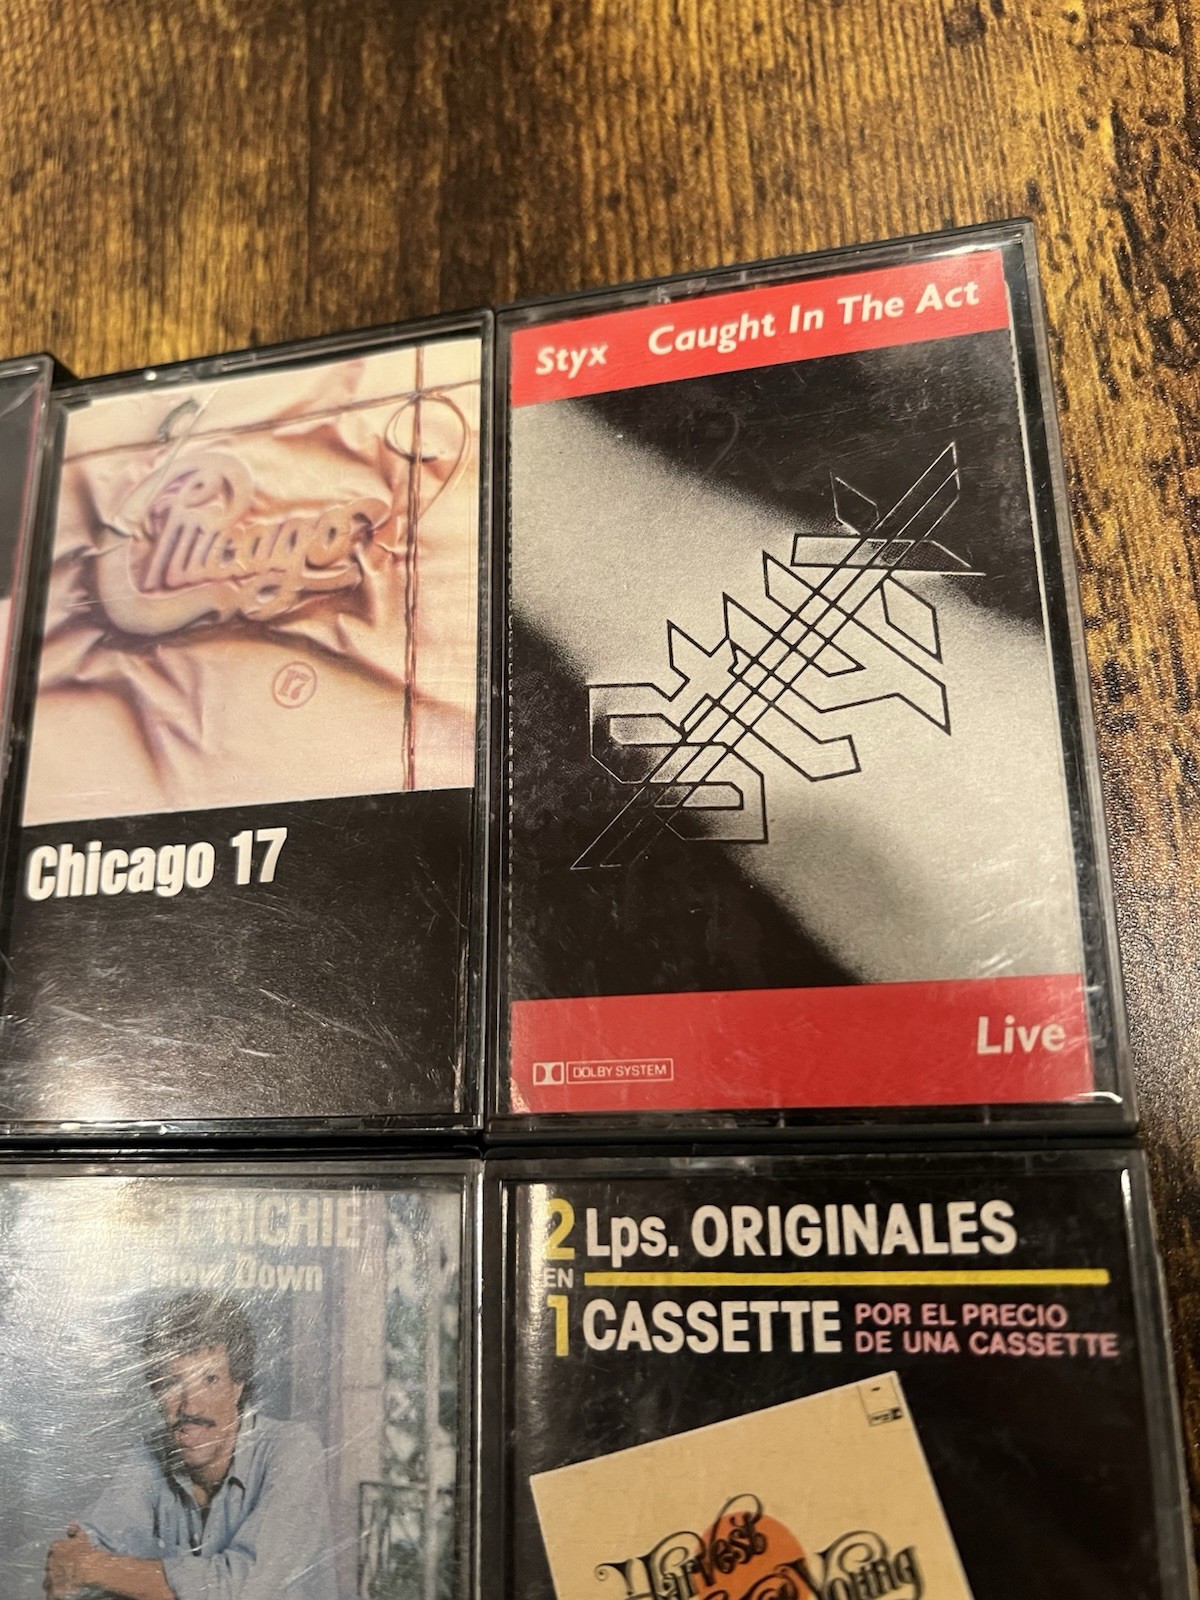 Styx Caught In The Act
Chicago
17
Chicago 17
STYX
Live
DOLBY SYSTEM
RICHIE
Down
2 Lps. ORIGINALES
EN
1 CASSETTE POR EL PRECIO
DE UNA CASSETTE
Harvest
Young